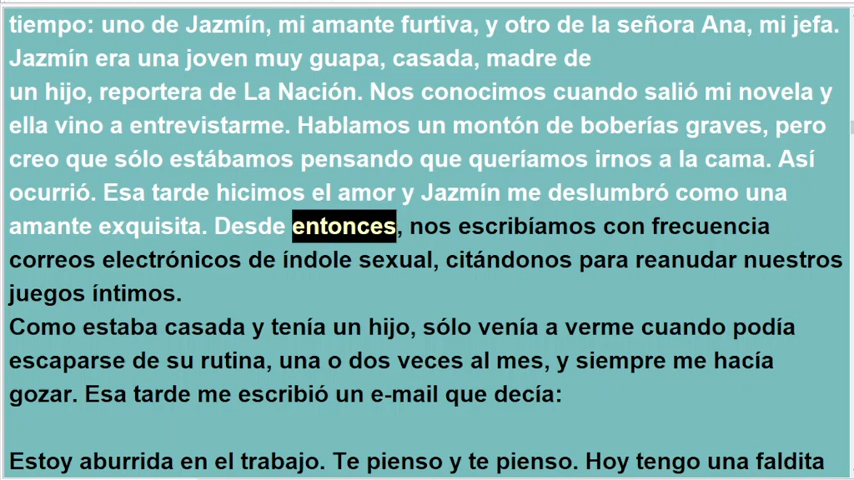 tiempo: uno de Jazmín, mi amante furtiva, y otro de la señora Ana, mi jefa.
Jazmín era una joven muy guapa, casada, madre de
un hijo, reportera de La Nación. Nos conocimos cuando salió mi novela y
ella vino a entrevistarme. Hablamos un montón de boberías graves, pero
creo que sólo estábamos pensando que queríamos irnos a la cama. Así
ocurrió. Esa tarde hicimos el amor y Jazmín me deslumbró como una
amante exquisita. Desde entonces, nos escribíamos con frecuencia
correos electrónicos de índole sexual, citándonos para reanudar nuestros
juegos íntimos.
Como estaba casada y tenía un hijo, sólo venía a verme cuando podía
escaparse de su rutina, una o dos veces al mes, y siempre me hacía
gozar. Esa tarde me escribió un e-mail que decía:
Estoy aburrida en el trabajo. Te pienso y te pienso. Hoy tengo una faldita